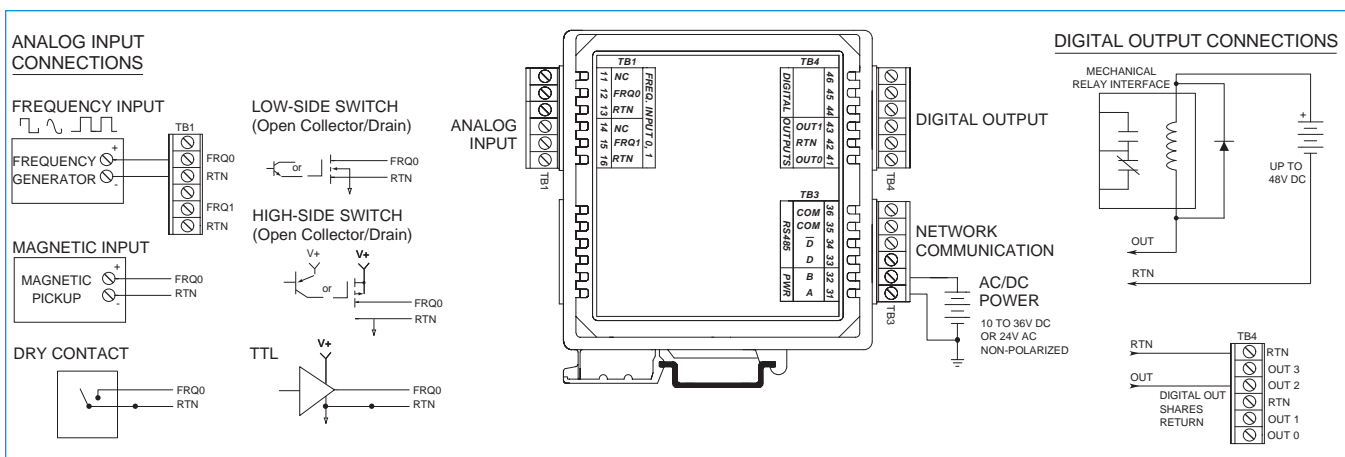 ANALOG INPUT
CONNECTIONS
FREQUENCY INPUT
TB1
FREQUENCY
GENERATOR
+
-
FRQ0
RTN
FRQ1
RTN
MAGNETIC INPUT
MAGNETIC
PICKUP
+
-
FRQ0
RTN
DRY CONTACT
FRQ0
RTN
LOW-SIDE SWITCH
(Open Collector/Drain)
or
FRQ0
RTN
HIGH-SIDE SWITCH
(Open Collector/Drain)
V+
V+
or
FRQ0
RTN
TTL
V+
FRQ0
RTN
ANALOG
INPUT
TB1
TB1
11 NC
12 FRQ0
13 RTN
14 NC
15 FRQ1
16 RTN
FREQ. INPUT 0, 1
TB4
DIGITAL
OUTPUTS
46
45
44
OUT1 43
RTN 42
OUT0 41
TB4
DIGITAL OUTPUT
TB3
RS485
COM 36
COM 35
D 34
D 33
PWR
B 32
A 31
TB3
NETWORK
COMMUNICATION
AC/DC
POWER
10 TO 36V DC
OR 24V AC
NON-POLARIZED
DIGITAL OUTPUT CONNECTIONS
MECHANICAL
RELAY INTERFACE
+
UP TO
48V DC
OUT
RTN
TB4
RTN
OUT
DIGITAL OUT
SHARES
RETURN
RTN
OUT 3
OUT 2
RTN
OUT 1
OUT 0